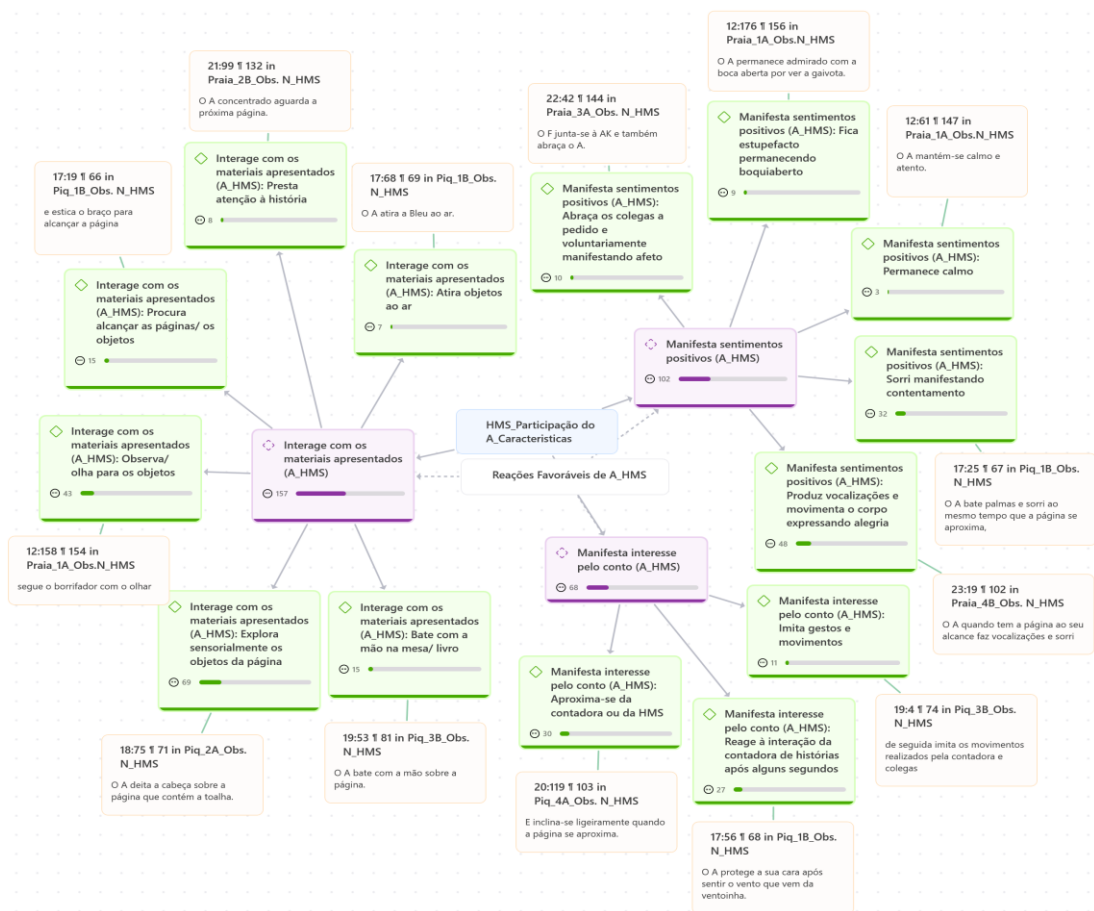 12:176 ¶ 156 in
Praia_1A_Obs.N_HMS
O A permanece admirado com a
boca aberta por ver a gaivota.
21:99 ¶ 132 in
Praia_2B_Obs. N_HMS
O A concentrado aguarda a
próxima página.
22:42 ¶ 144 in
Praia_3A_Obs. N_HMS
O F junta-se à AK e também
abraça o A.
Manifesta sentimentos
positivos (A_HMS): Fica
estupefacto
permanecendo
boquiaberto
9
12:61 ¶ 147 in
Praia_1A_Obs.N_HMS
O A mantém-se calmo e
atento.
Interage com os
materiais apresentados
(A_HMS): Presta
atenção à história
8
17:19 ¶ 66 in
Piq_1B_Obs. N_HMS
e estica o braço para
alcançar a página
17:68 ¶ 69 in Piq_1B_Obs.
N_HMS
O A atira a Bleu ao ar.
Manifesta sentimentos
positivos (A_HMS):
Abraça os colegas a
pedido e
voluntariamente
manifestando afeto
10
Manifesta sentimentos
positivos (A_HMS):
Permanece calmo
3
Interage com os
materiais apresentados
(A_HMS): Atira objetos
ao ar
7
Interage com os
materiais apresentados
(A_HMS): Procura
alcançar as páginas/ os
objetos
15
Manifesta sentimentos
positivos (A_HMS)
102
Manifesta sentimentos
positivos (A_HMS):
Sorri manifestando
contentamento
32
HMS_Participação do
A_Caracteristicas
Reações Favoráveis de A_HMS
Interage com os
materiais apresentados
(A_HMS): Observa/
olha para os objetos
43
Interage com os
materiais apresentados
(A_HMS)
157
17:25 ¶ 67 in Piq_1B_Obs.
N_HMS
O A bate palmas e sorri ao
mesmo tempo que a página se
aproxima,
Manifesta sentimentos
positivos (A_HMS):
Produz vocalizações e
movimenta o corpo
expressando alegria
48
12:158 ¶ 154 in
Praia_1A_Obs.N_HMS
segue o borrifador com o olhar
Manifesta interesse
pelo conto (A_HMS)
68
23:19 ¶ 102 in
Praia_4B_Obs. N_HMS
O A quando tem a página ao seu
alcance faz vocalizações e sorri
Interage com os
materiais apresentados
(A_HMS): Explora
sensorialmente os
objetos da página
69
Interage com os
materiais apresentados
(A_HMS): Bate com a
mão na mesa/ livro
15
Manifesta interesse
pelo conto (A_HMS):
Imita gestos e
movimentos
11
Manifesta interesse
pelo conto (A_HMS):
Aproxima-se da
contadora ou da HMS
30
Manifesta interesse
pelo conto (A_HMS):
Reage à interação da
contadora de histórias
após alguns segundos
27
19:4 ¶ 74 in Piq_3B_Obs.
N_HMS
de seguida imita os movimentos
realizados pela contadora e
colegas
18:75 ¶ 71 in Piq_2A_Obs.
N_HMS
O A deita a cabeça sobre a
página que contém a toalha.
19:53 ¶ 81 in Piq_3B_Obs.
N_HMS
O A bate com a mão sobre a
página.
20:119 ¶ 103 in
Piq_4A_Obs. N_HMS
E inclina-se ligeiramente quando
a página se aproxima.
17:56 ¶ 68 in Piq_1B_Obs.
N_HMS
O A protege a sua cara após
sentir o vento que vem da
ventoinha.